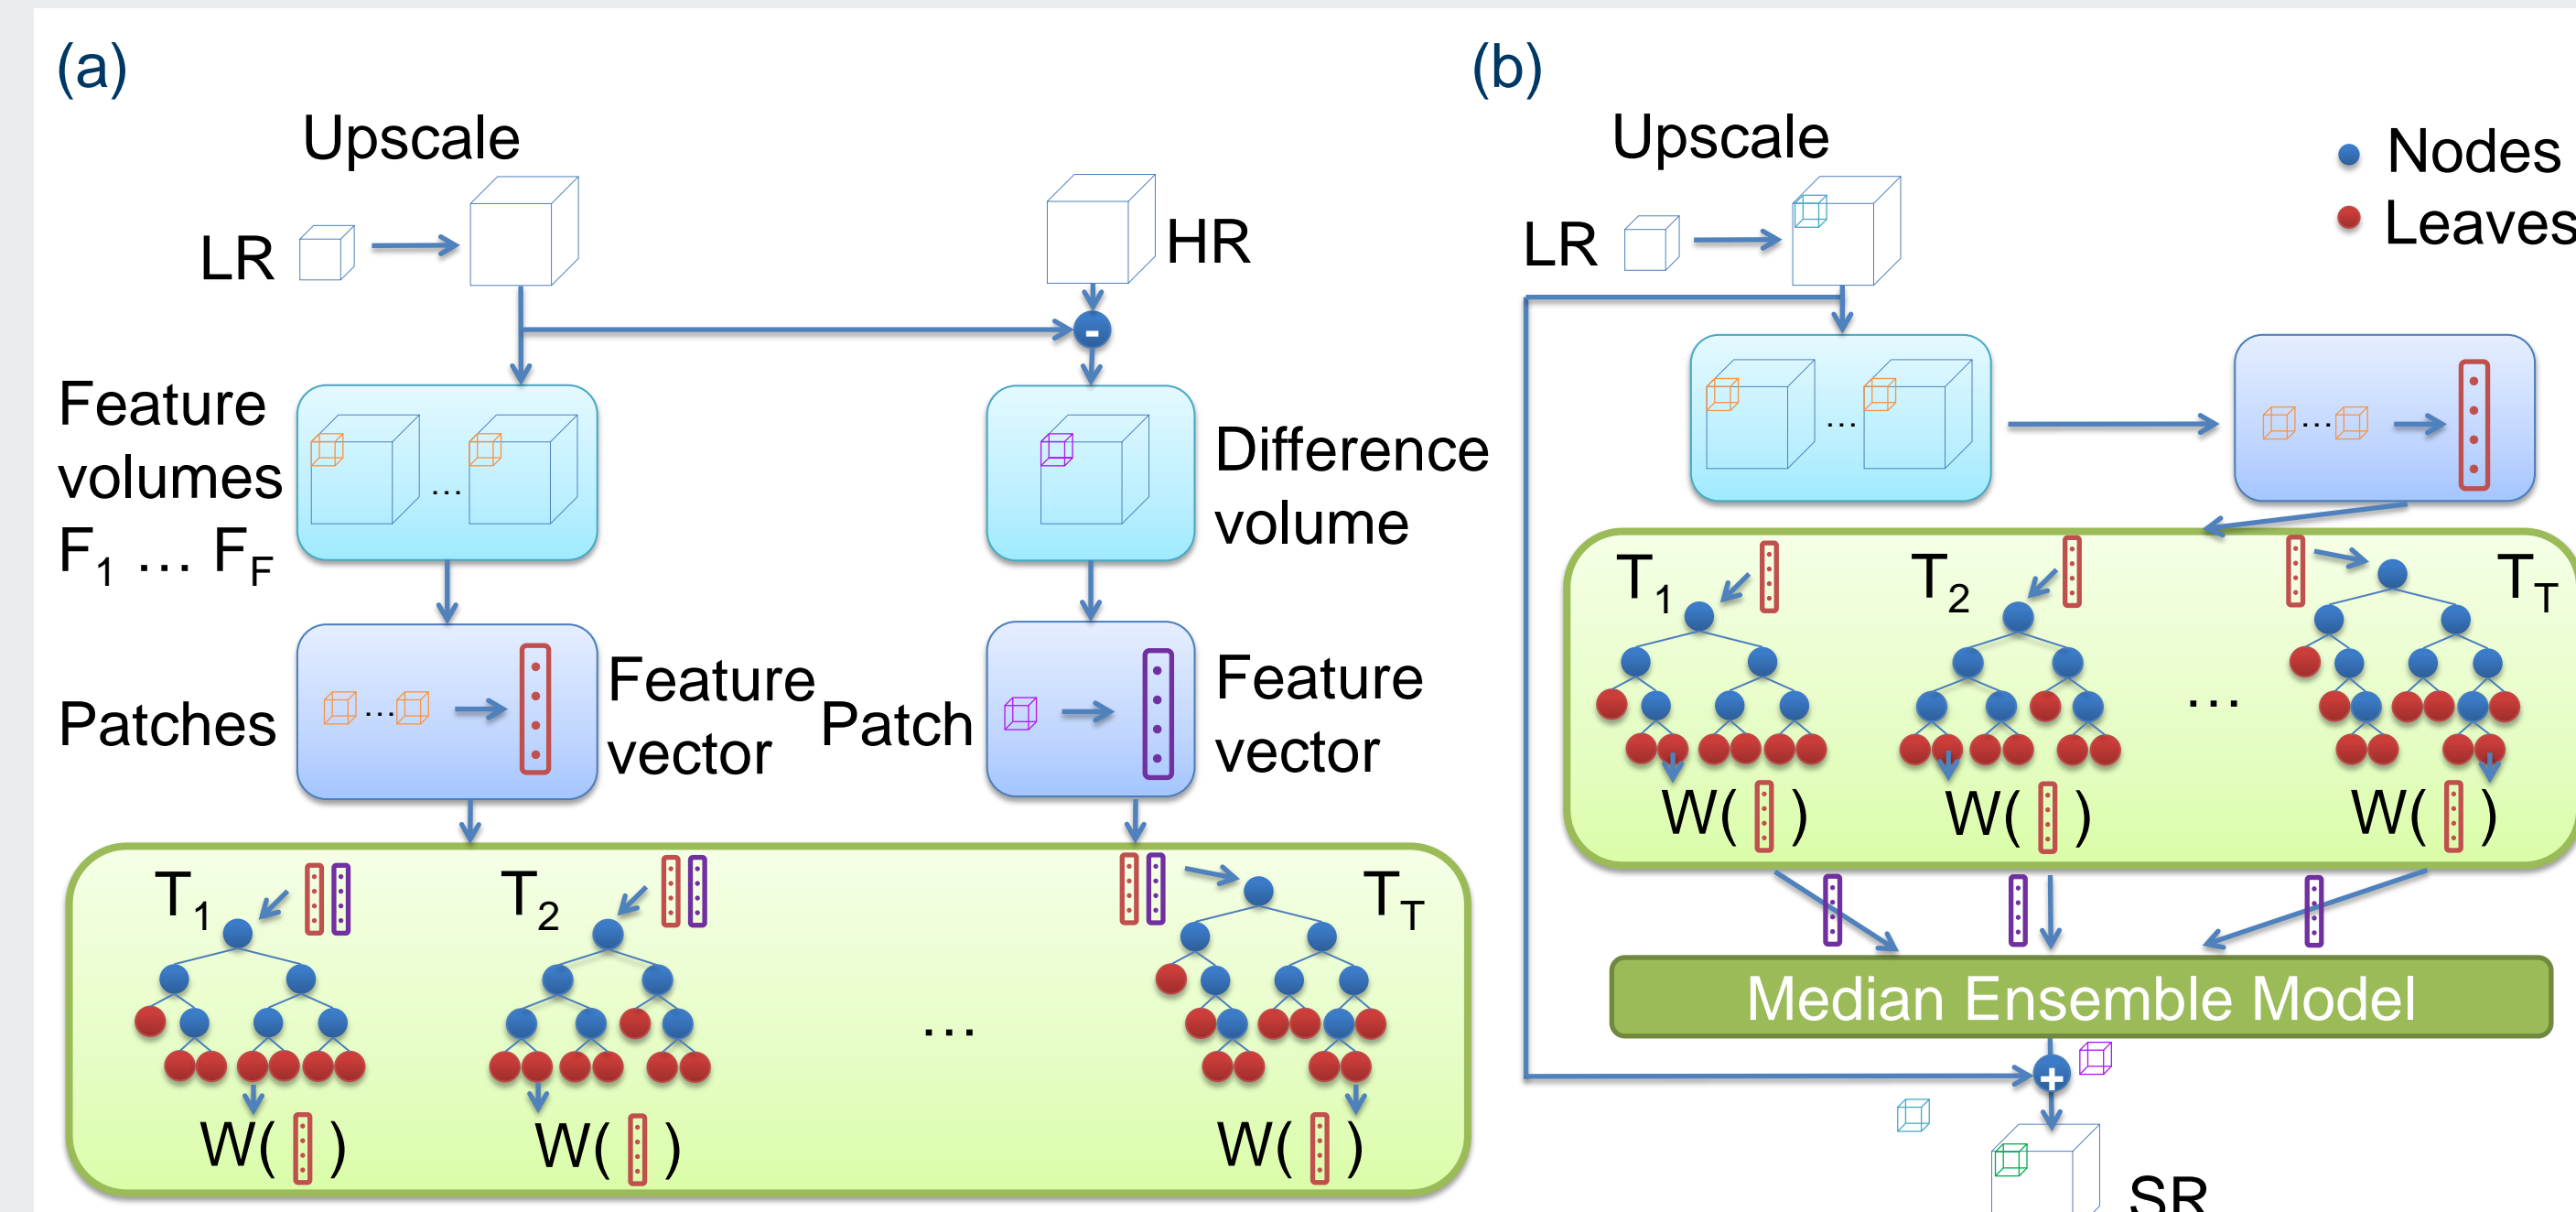 (a)
Upscale
LR
HR
-
Feature
volumes
F1 … FF
...
Difference
volume
Patches
...
Feature
vector
Patch
Feature
vector
T1
T2
...
TT
W( )
W( )
W( )
(b)
Upscale
LR
Nodes
Leaves
...
...
T1
T2
...
TT
W( )
W( )
W( )
Median Ensemble Model
+
SR